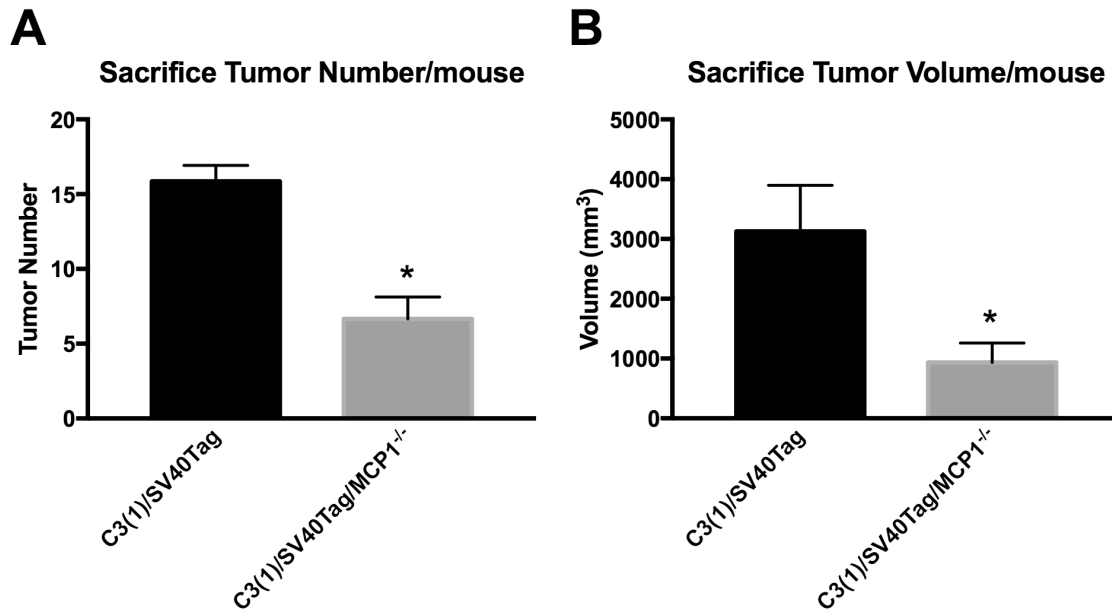 A
Sacrifice Tumor Number/mouse
20
15
10
5
0
Tumor Number
*
C3(1)/SV40Tag
C3(1)/SV40Tag/MCP1-/-
B
Sacrifice Tumor Volume/mouse
5000
4000
3000
2000
1000
0
Volume (mm³)
*
C3(1)/SV40Tag
C3(1)/SV40Tag/MCP1-/-